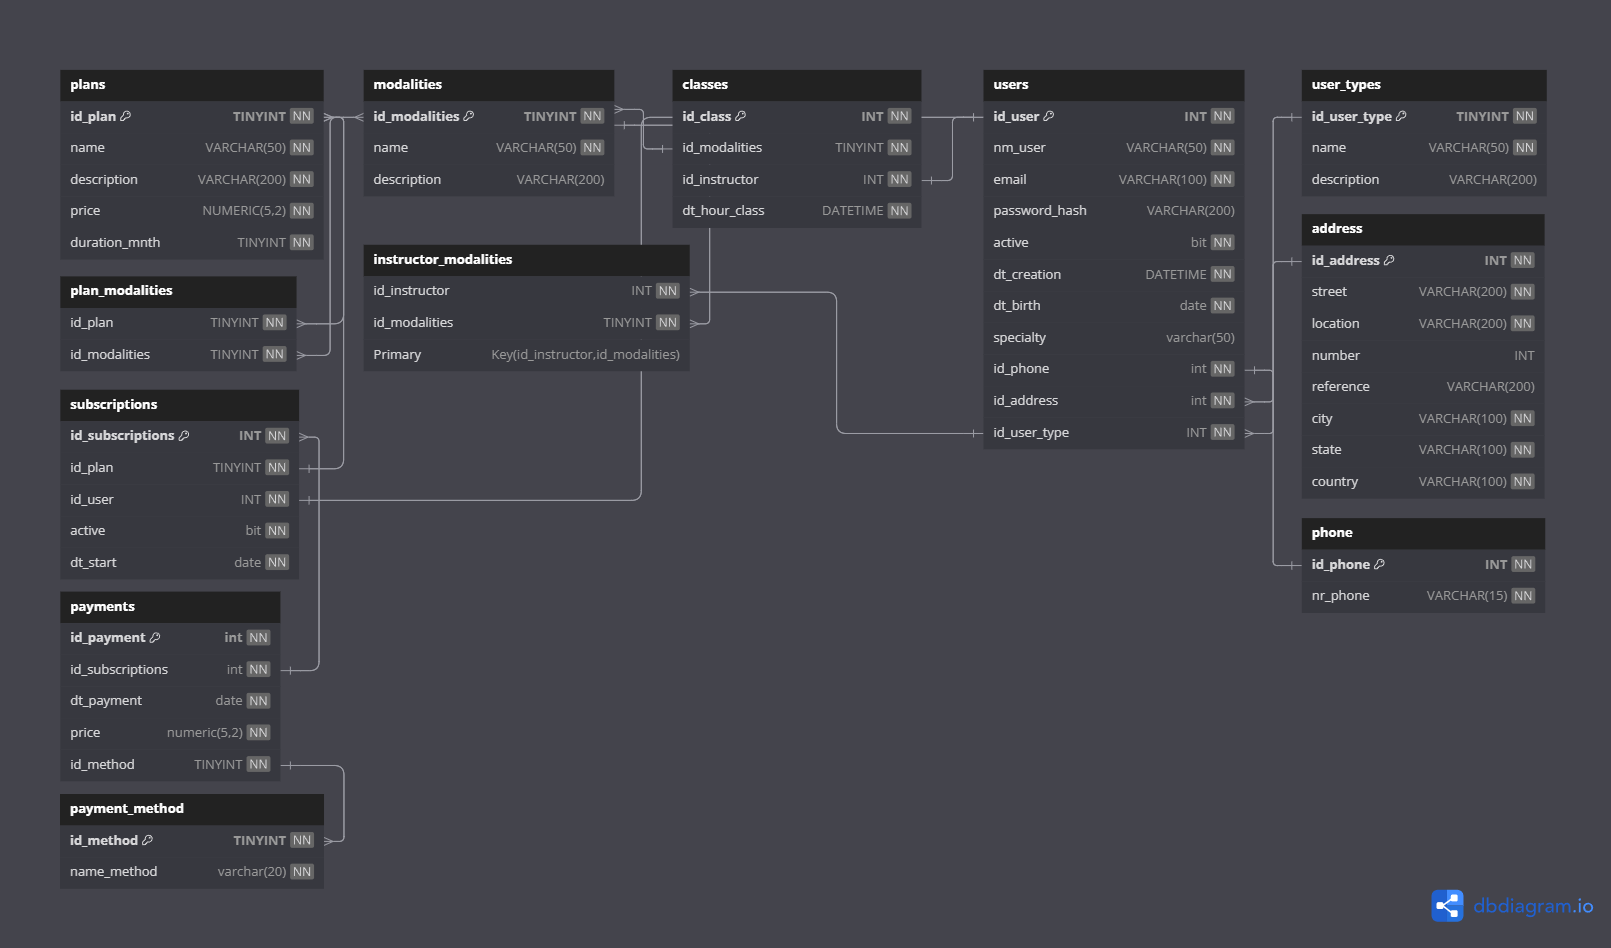 plans
id_plan TINYINT NN
name VARCHAR(50) NN
description VARCHAR(200) NN
price NUMERIC(5,2) NN
duration_mnth TINYINT NN
plan_modalities
id_plan TINYINT NN
id_modalities TINYINT NN
subscriptions
id_subscriptions INT NN
id_plan TINYINT NN
id_user INT NN
active bit NN
dt_start date NN
payments
id_payment int NN
id_subscriptions int NN
dt_payment date NN
price numeric(5,2) NN
id_method TINYINT NN
payment_method
id_method TINYINT NN
name_method varchar(20) NN
modalities
id_modalities TINYINT NN
name VARCHAR(50) NN
description VARCHAR(200)
instructor_modalities
id_instructor INT NN
id_modalities TINYINT NN
Primary Key(id_instructor,id_modalities)
classes
id_class INT NN
id_modalities TINYINT NN
id_instructor INT NN
dt_hour_class DATETIME NN
users
id_user INT NN
nm_user VARCHAR(50) NN
email VARCHAR(100) NN
password_hash VARCHAR(200)
active bit NN
dt_creation DATETIME NN
dt_birth date NN
specialty varchar(50)
id_phone int NN
id_address int NN
id_user_type INT NN
user_types
id_user_type TINYINT NN
name VARCHAR(50) NN
description VARCHAR(200)
address
id_address INT NN
street VARCHAR(200) NN
location VARCHAR(200) NN
number INT
reference VARCHAR(200)
city VARCHAR(100) NN
state VARCHAR(100) NN
country VARCHAR(100) NN
phone
id_phone INT NN
nr_phone VARCHAR(15) NN
dbdiagram.io